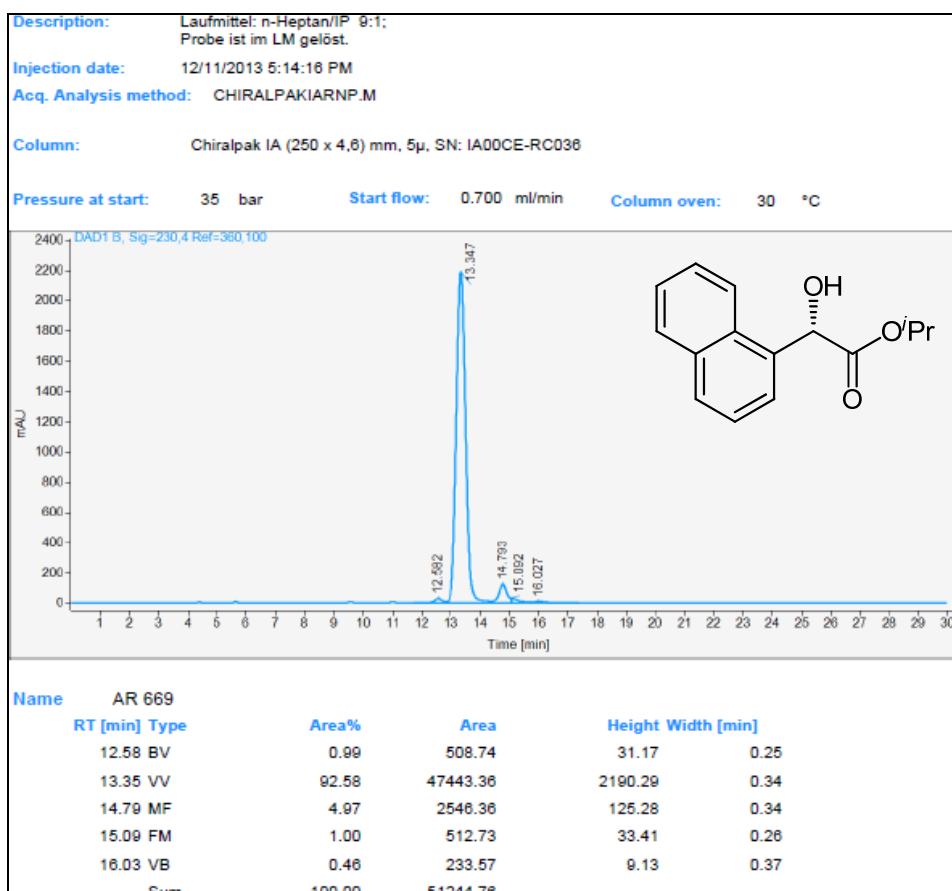 Description: Laufmittel: n-Heptan/IP 9:1;
Probe ist im LM gelöst.
Injection date: 12/11/2013 5:14:16 PM
Acq. Analysis method: CHIRALPAKIARNP.M
Column: Chiralpak IA (250 x 4,6) mm, 5µ, SN: IA00CE-RC036
Pressure at start: 35 bar Start flow: 0.700 ml/min Column oven: 30 °C
DAD1 B, Sig=230,4 Ref=360,100
2400
2200
2000
1800
1600
1400
1200
1000
800
600
400
200
0
mAU
12.582
13.347
14.793
15.092
16.027
OH
OiPr
O
1 2 3 4 5 6 7 8 9 10 11 12 13 14 15 16 17 18 19 20 21 22 23 24 25 26 27 28 29 30
Time [min]
Name AR 669
RT [min] Type Area% Area Height Width [min]
12.58 BV 0.99 508.74 31.17 0.25
13.35 VV 92.58 47443.36 2190.29 0.34
14.79 MF 4.97 2546.36 125.28 0.34
15.09 FM 1.00 512.73 33.41 0.26
16.03 VB 0.46 233.57 9.13 0.37
Sum 100.00 51244.76